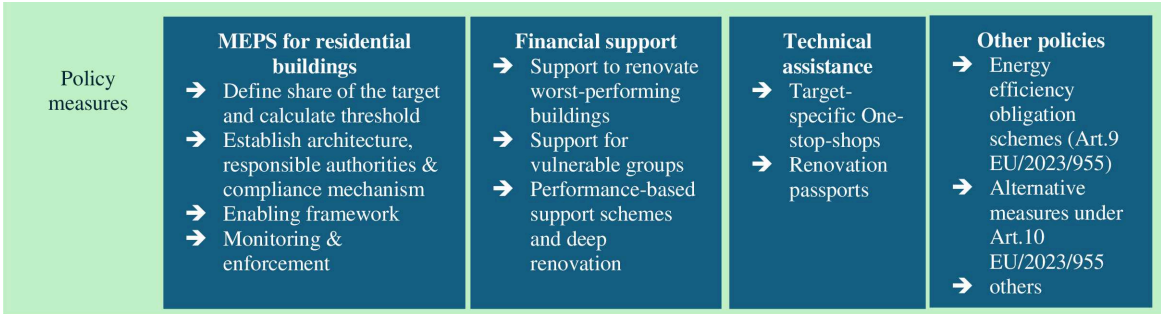 Policy
measures
MEPS for residential
buildings
➔ Define share of the target
and calculate threshold
➔ Establish architecture,
responsible authorities &
compliance mechanism
➔ Enabling framework
➔ Monitoring &
enforcement
Financial support
➔ Support to renovate
worst-performing
buildings
➔ Support for
vulnerable groups
➔ Performance-based
support schemes
and deep
renovation
Technical
assistance
➔ Target-
specific One-
stop-shops
➔ Renovation
passports
Other policies
➔ Energy
efficiency
obligation
schemes (Art.9
EU/2023/955)
➔ Alternative
measures under
Art.10
EU/2023/955
➔ others